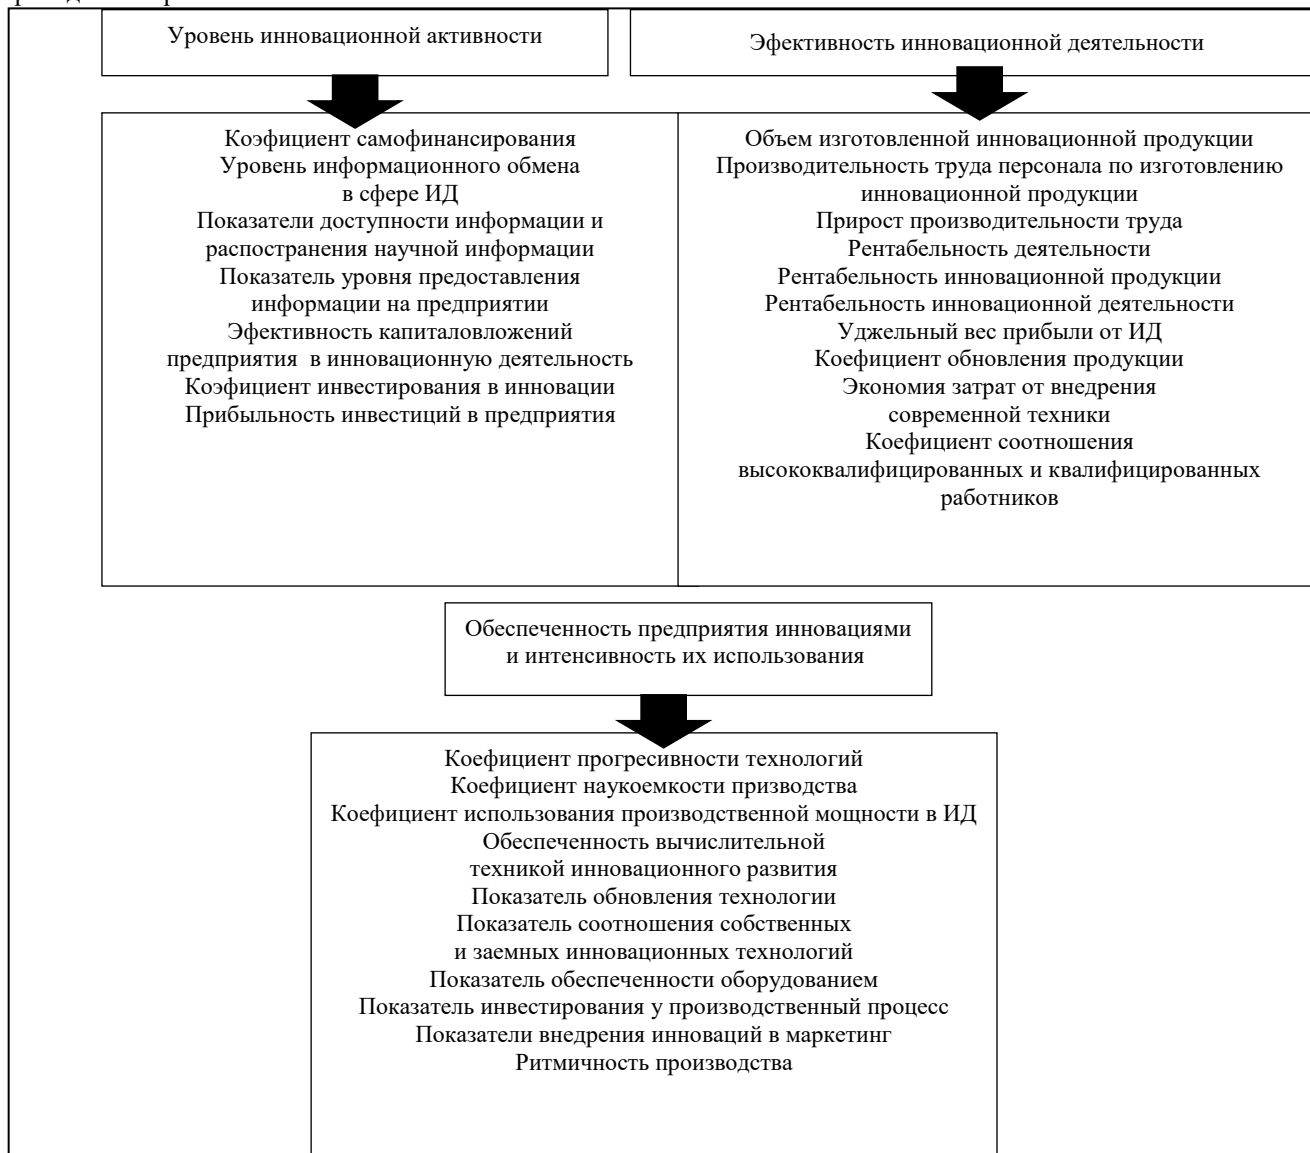 Уровень инновационной активности
Эфективность инновационной деятельности
Коэфициент самофинансирования
Уровень информационного обмена
в сфере ИД
Показатели доступности информации и
распостранения научной информации
Показатель уровня предоставления
информации на предприятии
Эфективность капиталовложений
предприятия в инновационную деятельность
Коэфициент инвестирования в инновации
Прибыльность инвестиций в предприятия
Объем изготовленной инновационной продукции
Производительность труда персонала по изготовлению
инновационной продукции
Прирост производительности труда
Рентабельность деятельности
Рентабельность инновационной продукции
Рентабельность инновационной деятельности
Уджельный вес прибыли от ИД
Коефициент обновления продукции
Экономия затрат от внедрения
современной техники
Коефициент соотношения
высококвалифицированных и квалифицированных
работников
Обеспеченность предприятия инновациями
и интенсивность их использования
Коефициент прогресивности технологий
Коефициент наукоемкости призводства
Коефициент использования производственной мощности в ИД
Обеспеченность вычислительной
техникой инновационного развития
Показатель обновления технологии
Показатель соотношения собственных
и заемных инновационных технологий
Показатель обеспеченности оборудованием
Показатель инвестирования у производственный процесс
Показатели внедрения инноваций в маркетинг
Ритмичность производства